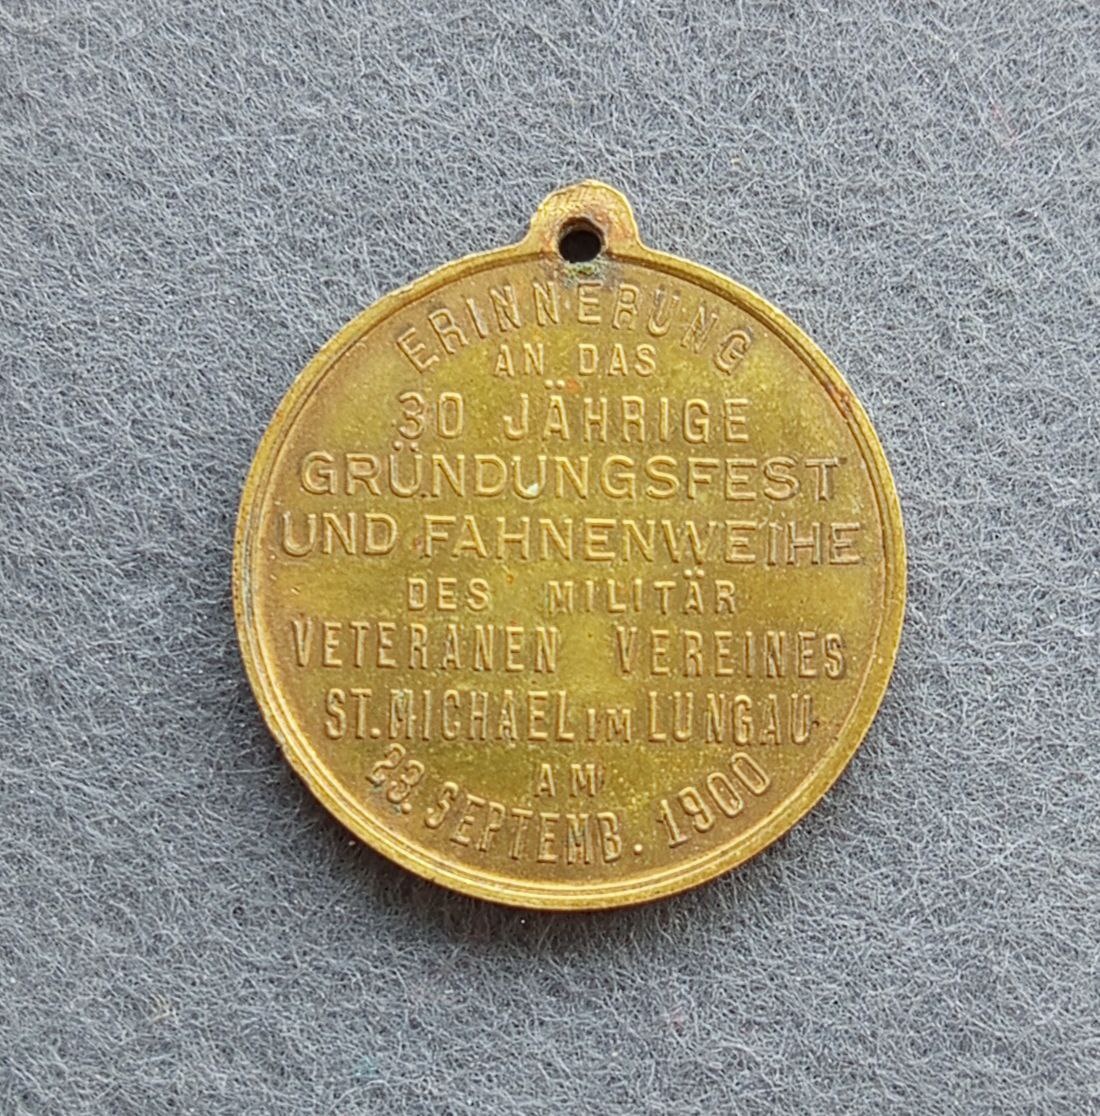 ERINNERUNG
AN DAS
30 JÄHRIGE
GRÜNDUNGSFEST
UND FAHNENWEIHE
DES MILITÄR
VETERANEN VEREINES
ST. MICHAEL IM LUNGAU
AM
23. SEPTEMB. 1900